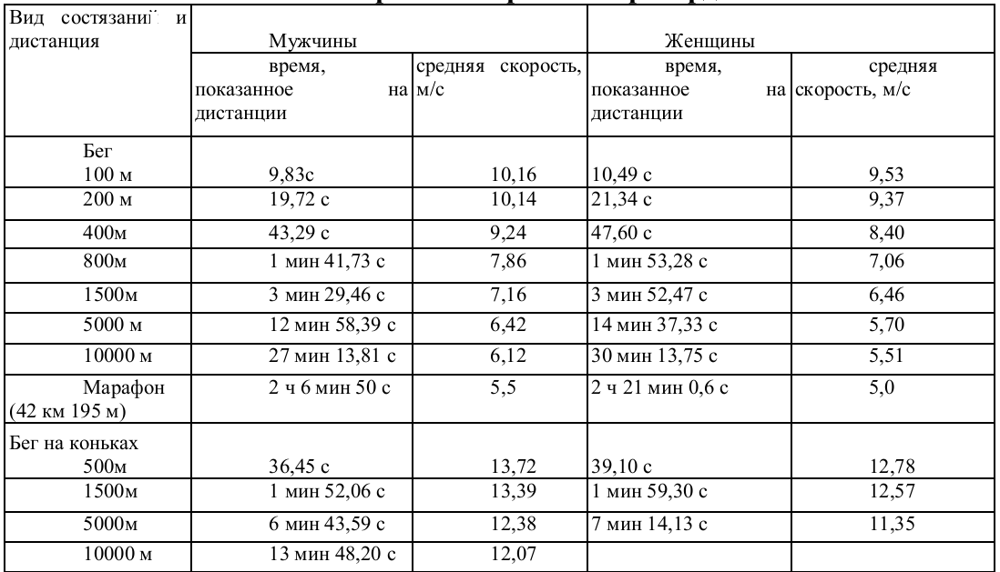 Вид состязаний и
дистанция
Мужчины
Женщины
время,
показанное на
дистанции
средняя скорость,
м/с
время,
показанное на
дистанции
средняя
скорость, м/с
Бег
100 м 9,83с 10,16 10,49 с 9,53
200 м 19,72 с 10,14 21,34 с 9,37
400м 43,29 с 9,24 47,60 с 8,40
800м 1 мин 41,73 с 7,86 1 мин 53,28 с 7,06
1500м 3 мин 29,46 с 7,16 3 мин 52,47 с 6,46
5000 м 12 мин 58,39 с 6,42 14 мин 37,33 с 5,70
10000 м 27 мин 13,81 с 6,12 30 мин 13,75 с 5,51
Марафон 2 ч 6 мин 50 с 5,5 2 ч 21 мин 0,6 с 5,0
(42 км 195 м)
Бег на коньках
500м 36,45 с 13,72 39,10 с 12,78
1500м 1 мин 52,06 с 13,39 1 мин 59,30 с 12,57
5000м 6 мин 43,59 с 12,38 7 мин 14,13 с 11,35
10000 м 13 мин 48,20 с 12,07